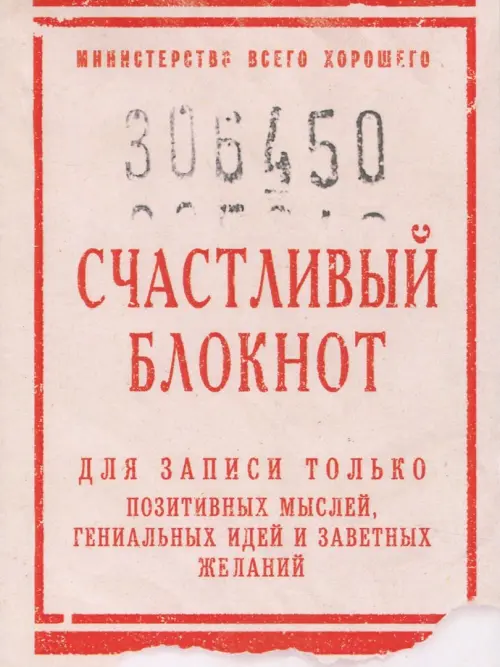 МИНИСТЕРСТВО ВСЕГО ХОРОШЕГО
306450
СЧАСТЛИВЫЙ
БЛОКНОТ
ДЛЯ ЗАПИСИ ТОЛЬКО
ПОЗИТИВНЫХ МЫСЛЕЙ,
ГЕНИАЛЬНЫХ ИДЕЙ И ЗАВЕТНЫХ
ЖЕЛАНИЙ